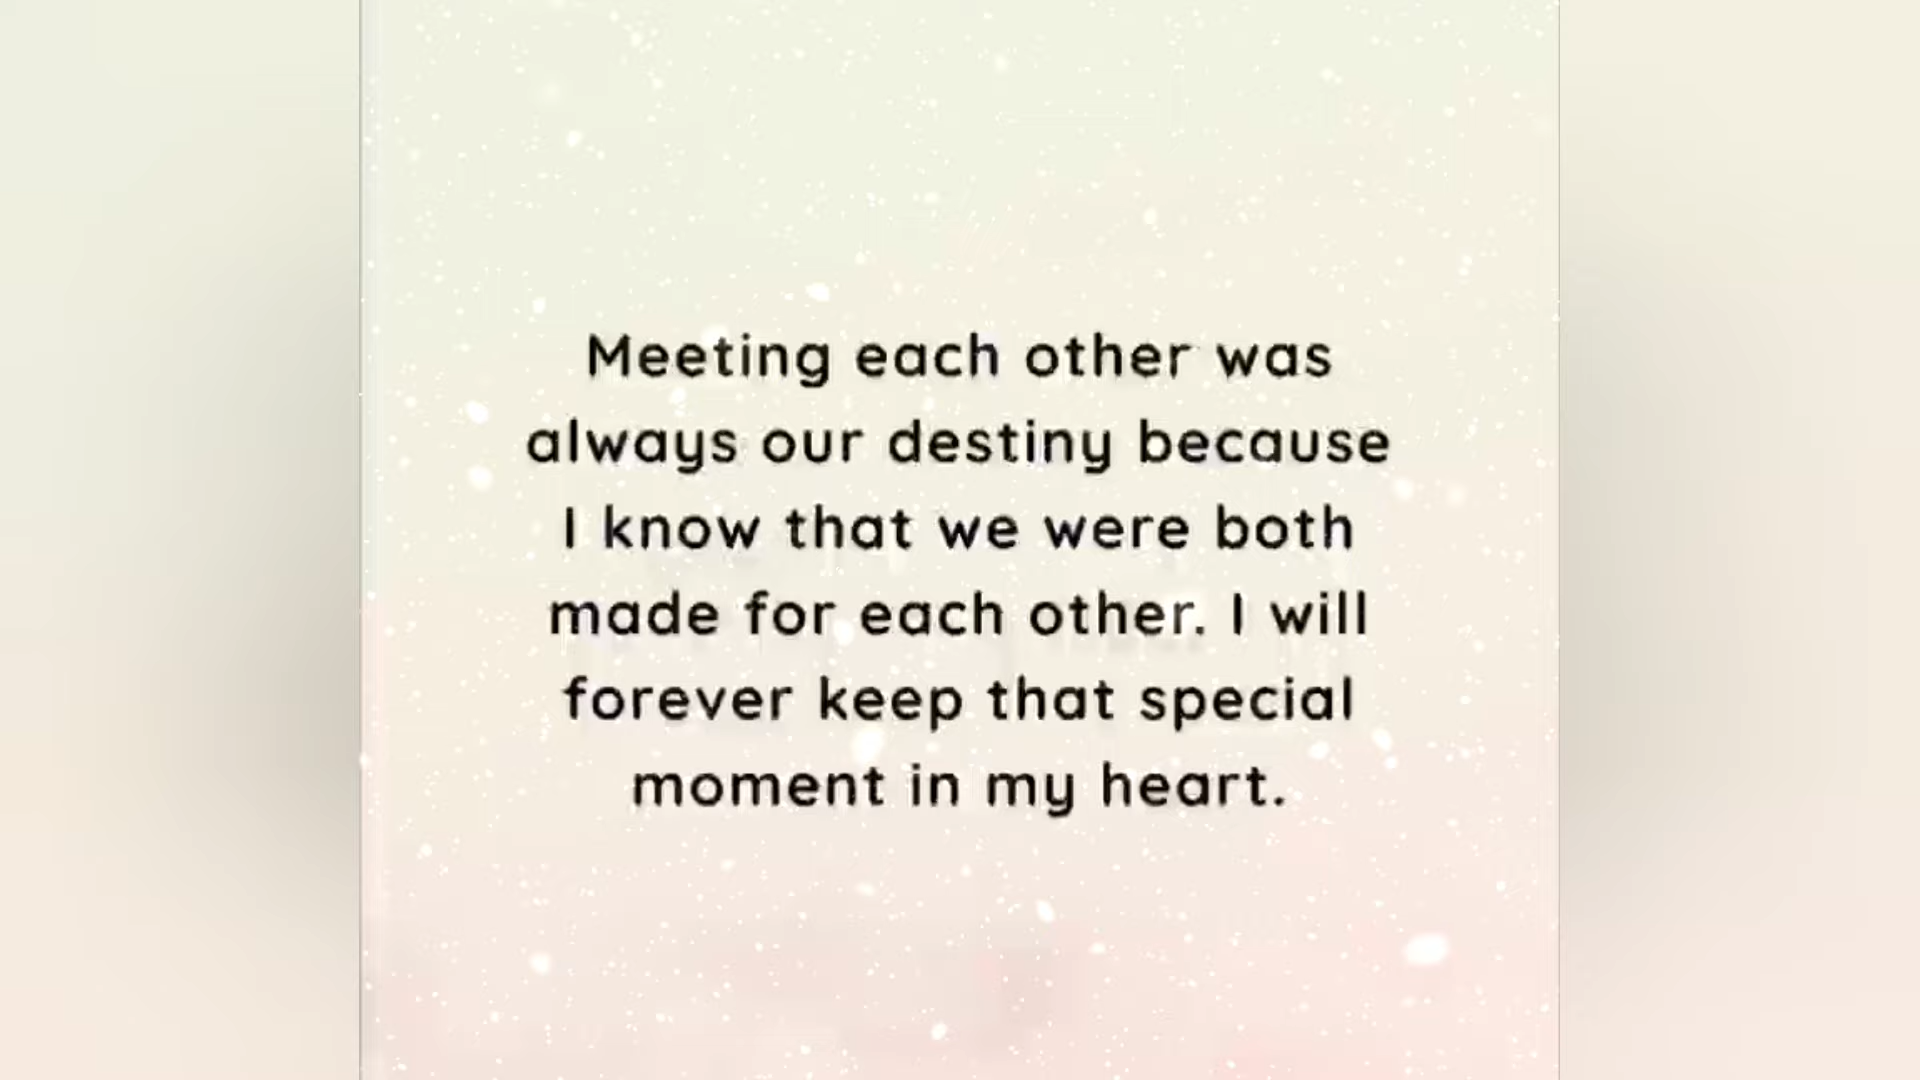 Meeting each other was
always our destiny because
I know that we were both
made for each other. I will
forever keep that special
moment in my heart.